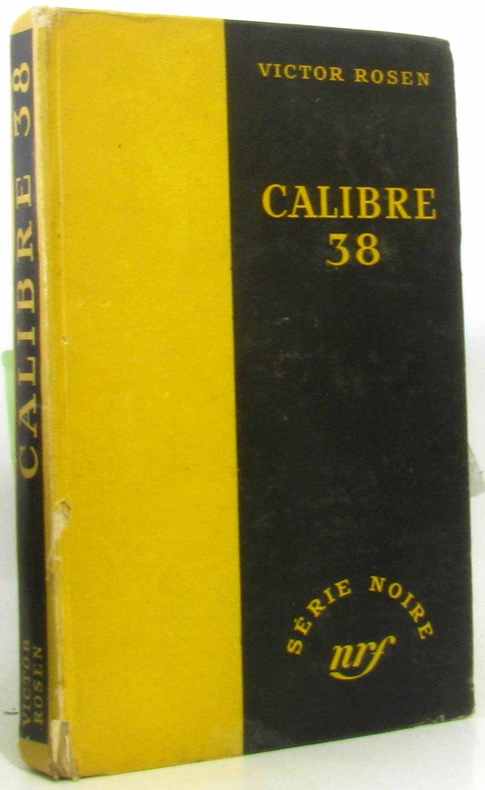 VICTOR ROSEN
CALIBRE
38
SÉRIE NOIRE
nrf
CALIBRE 38
VICTOR
ROSEN